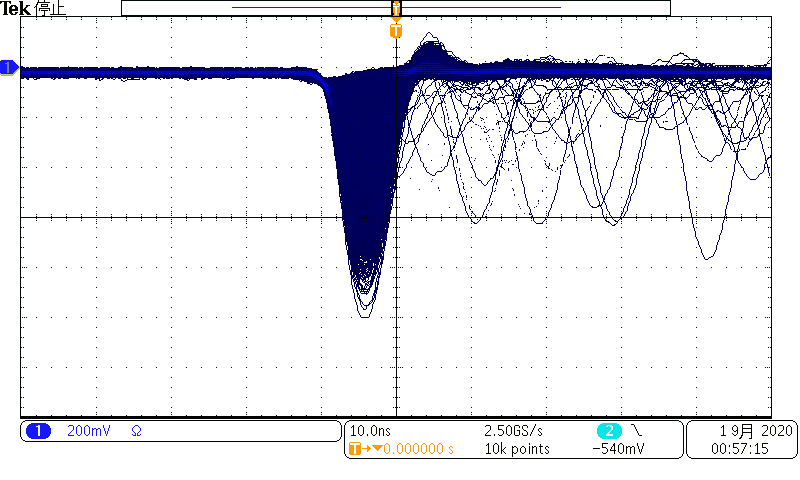 Tek 停止
T
T
1
1 200mV Ω
10.0ns 2.50GS/s 2
T→▼0.000000 s 10k points −540mV
1 9月 2020
00:57:15